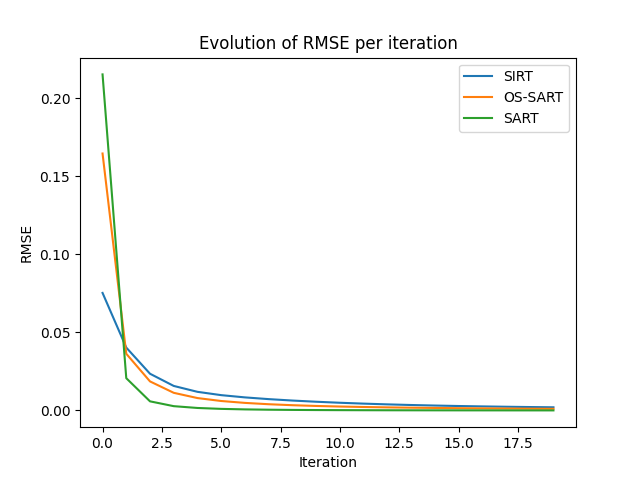 Evolution of RMSE per iteration
SIRT
OS-SART
SART
RMSE
0.20
0.15
0.10
0.05
0.00
0.0 2.5 5.0 7.5 10.0 12.5 15.0 17.5
Iteration